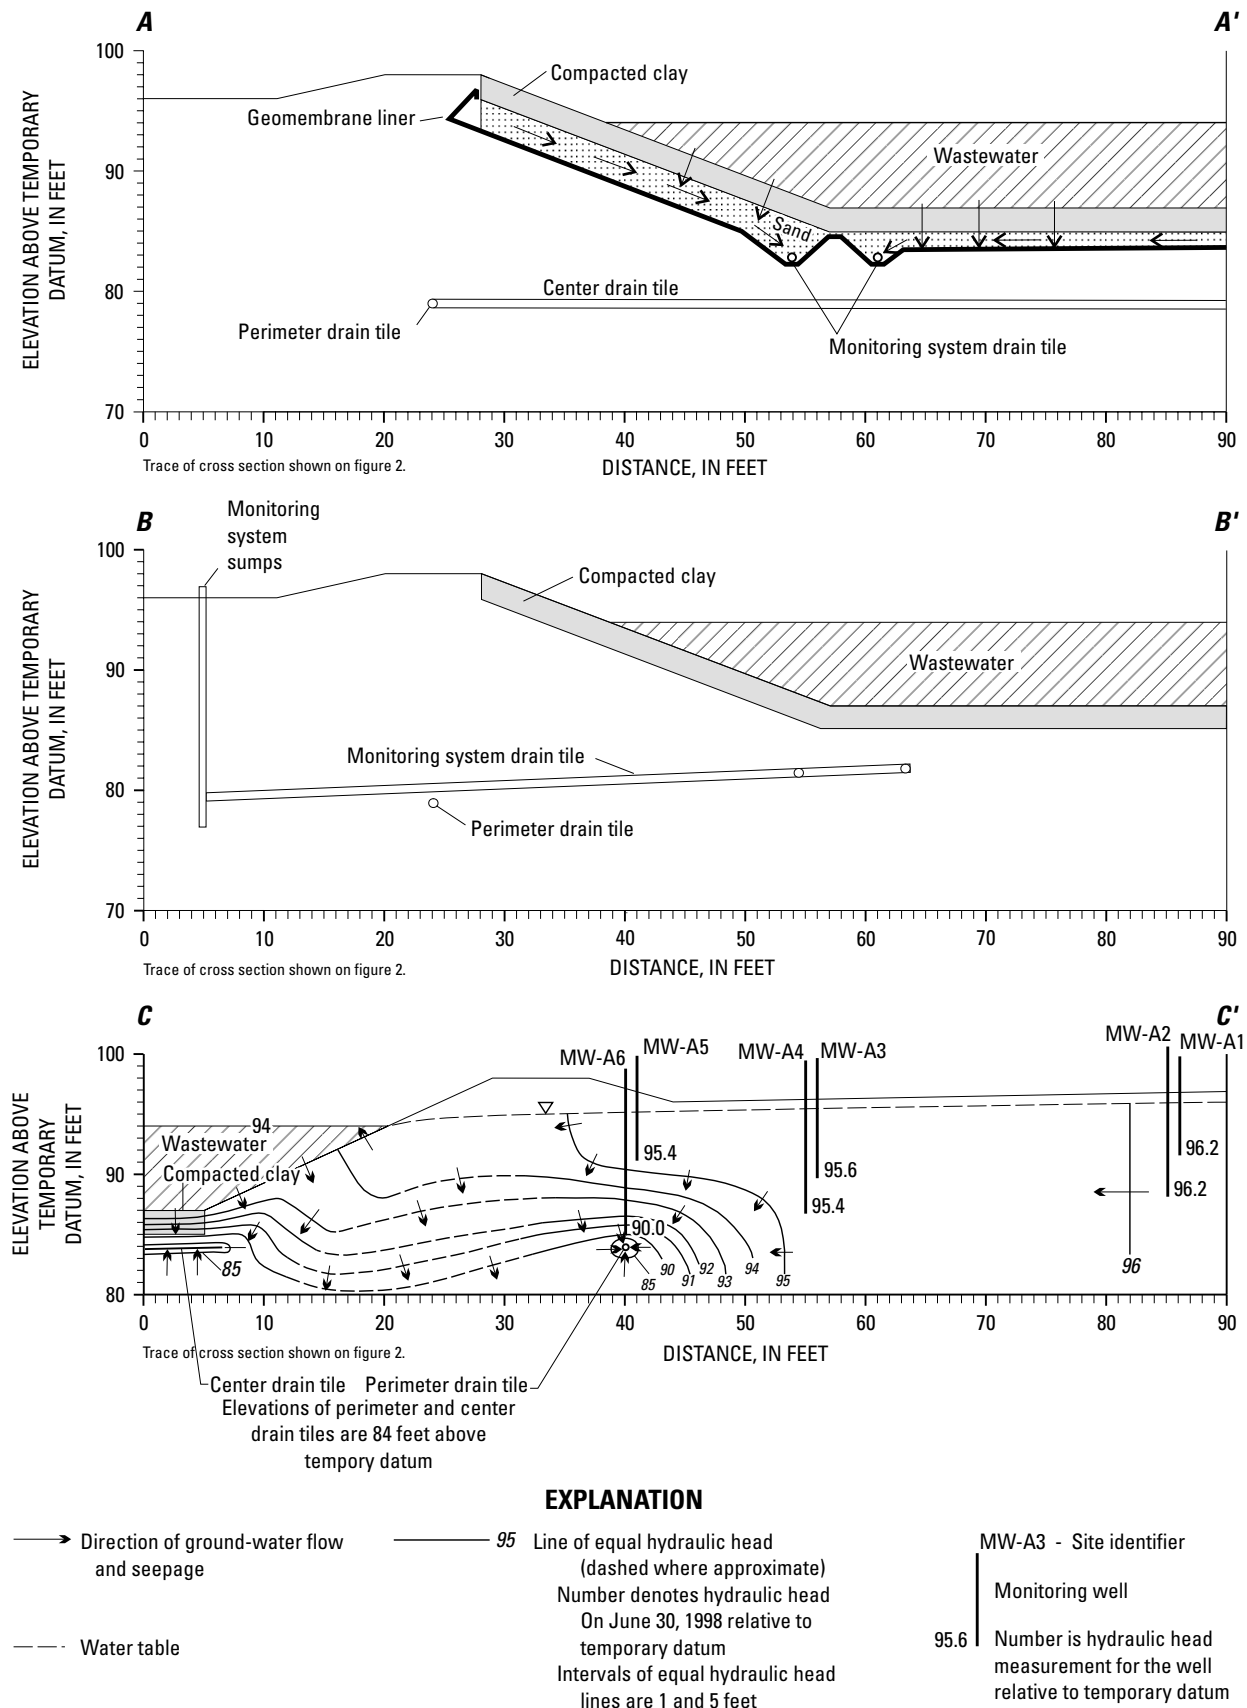 A
A'
100
90
80
70
ELEVATION ABOVE TEMPORARY
DATUM, IN FEET
Compacted clay
Geomembrane liner
Wastewater
Sand
Center drain tile
Perimeter drain tile
Monitoring system drain tile
0 10 20 30 40 50 60 70 80 90
Trace of cross section shown on figure 2.
DISTANCE, IN FEET
B
B'
Monitoring
system
sumps
100
90
80
70
ELEVATION ABOVE TEMPORARY
DATUM, IN FEET
Compacted clay
Wastewater
Monitoring system drain tile
Perimeter drain tile
0 10 20 30 40 50 60 70 80 90
Trace of cross section shown on figure 2.
DISTANCE, IN FEET
C
C'
100
90
80
ELEVATION ABOVE
TEMPORARY
DATUM, IN FEET
MW-A6
MW-A5
MW-A4
MW-A3
MW-A2
MW-A1
94
Wastewater
Compacted clay
95.4
95.6
95.4
96.2
96.2
90.0
85
85
90
91
92
93
94
95
96
0 10 20 30 40 50 60 70 80 90
Trace of cross section shown on figure 2.
DISTANCE, IN FEET
Center drain tile
Perimeter drain tile
Elevations of perimeter and center
drain tiles are 84 feet above
tempory datum
EXPLANATION
Direction of ground-water flow
and seepage
Water table
95
Line of equal hydraulic head
(dashed where approximate)
Number denotes hydraulic head
On June 30, 1998 relative to
temporary datum
Intervals of equal hydraulic head
lines are 1 and 5 feet
MW-A3 - Site identifier
Monitoring well
95.6
Number is hydraulic head
measurement for the well
relative to temporary datum